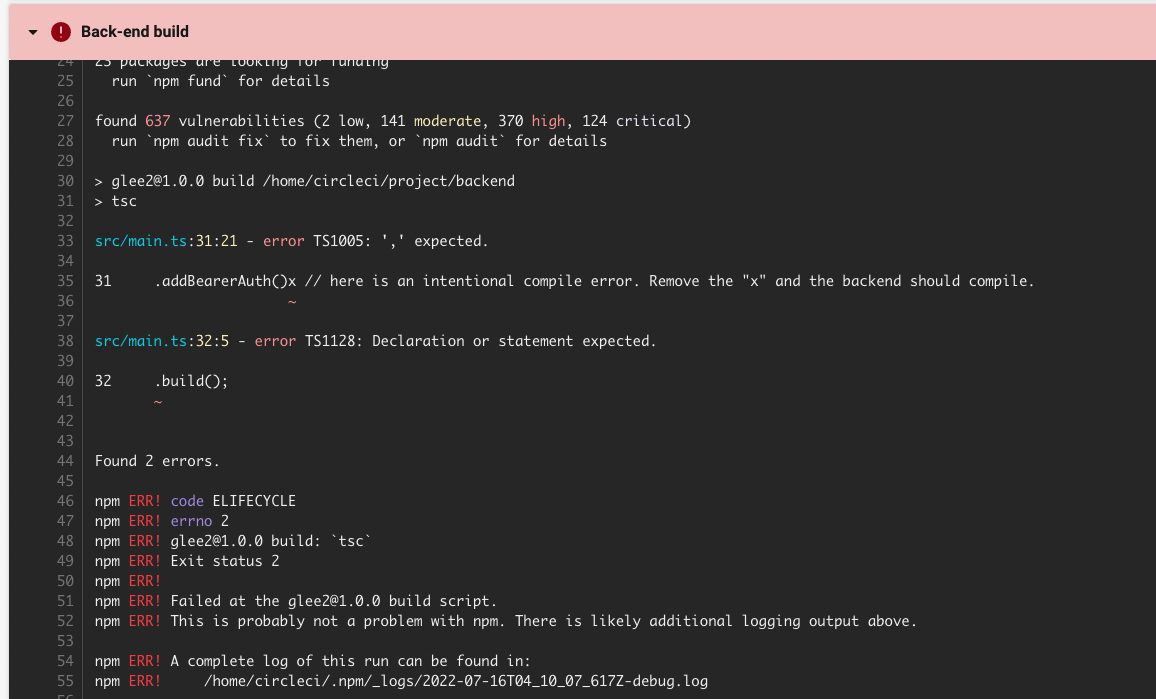 Back-end build
24 23 packages are looking for funding
25 run `npm fund` for details
26
27 found 637 vulnerabilities (2 low, 141 moderate, 370 high, 124 critical)
28 run `npm audit fix` to fix them, or `npm audit` for details
29
30 > glee2@1.0.0 build /home/circleci/project/backend
31 > tsc
32
33 src/main.ts:31:21 - error TS1005: ',' expected.
34
35 31     .addBearerAuth()x // here is an intentional compile error. Remove the "x" and the backend should compile.
36 ~
37
38 src/main.ts:32:5 - error TS1128: Declaration or statement expected.
39
40 32     .build();
41 ~
42
43
44 Found 2 errors.
45
46 npm ERR! code ELIFECYCLE
47 npm ERR! errno 2
48 npm ERR! glee2@1.0.0 build: `tsc`
49 npm ERR! Exit status 2
50 npm ERR!
51 npm ERR! Failed at the glee2@1.0.0 build script.
52 npm ERR! This is probably not a problem with npm. There is likely additional logging output above.
53
54 npm ERR! A complete log of this run can be found in:
55 npm ERR!     /home/circleci/.npm/_logs/2022-07-16T04_10_07_617Z-debug.log
56